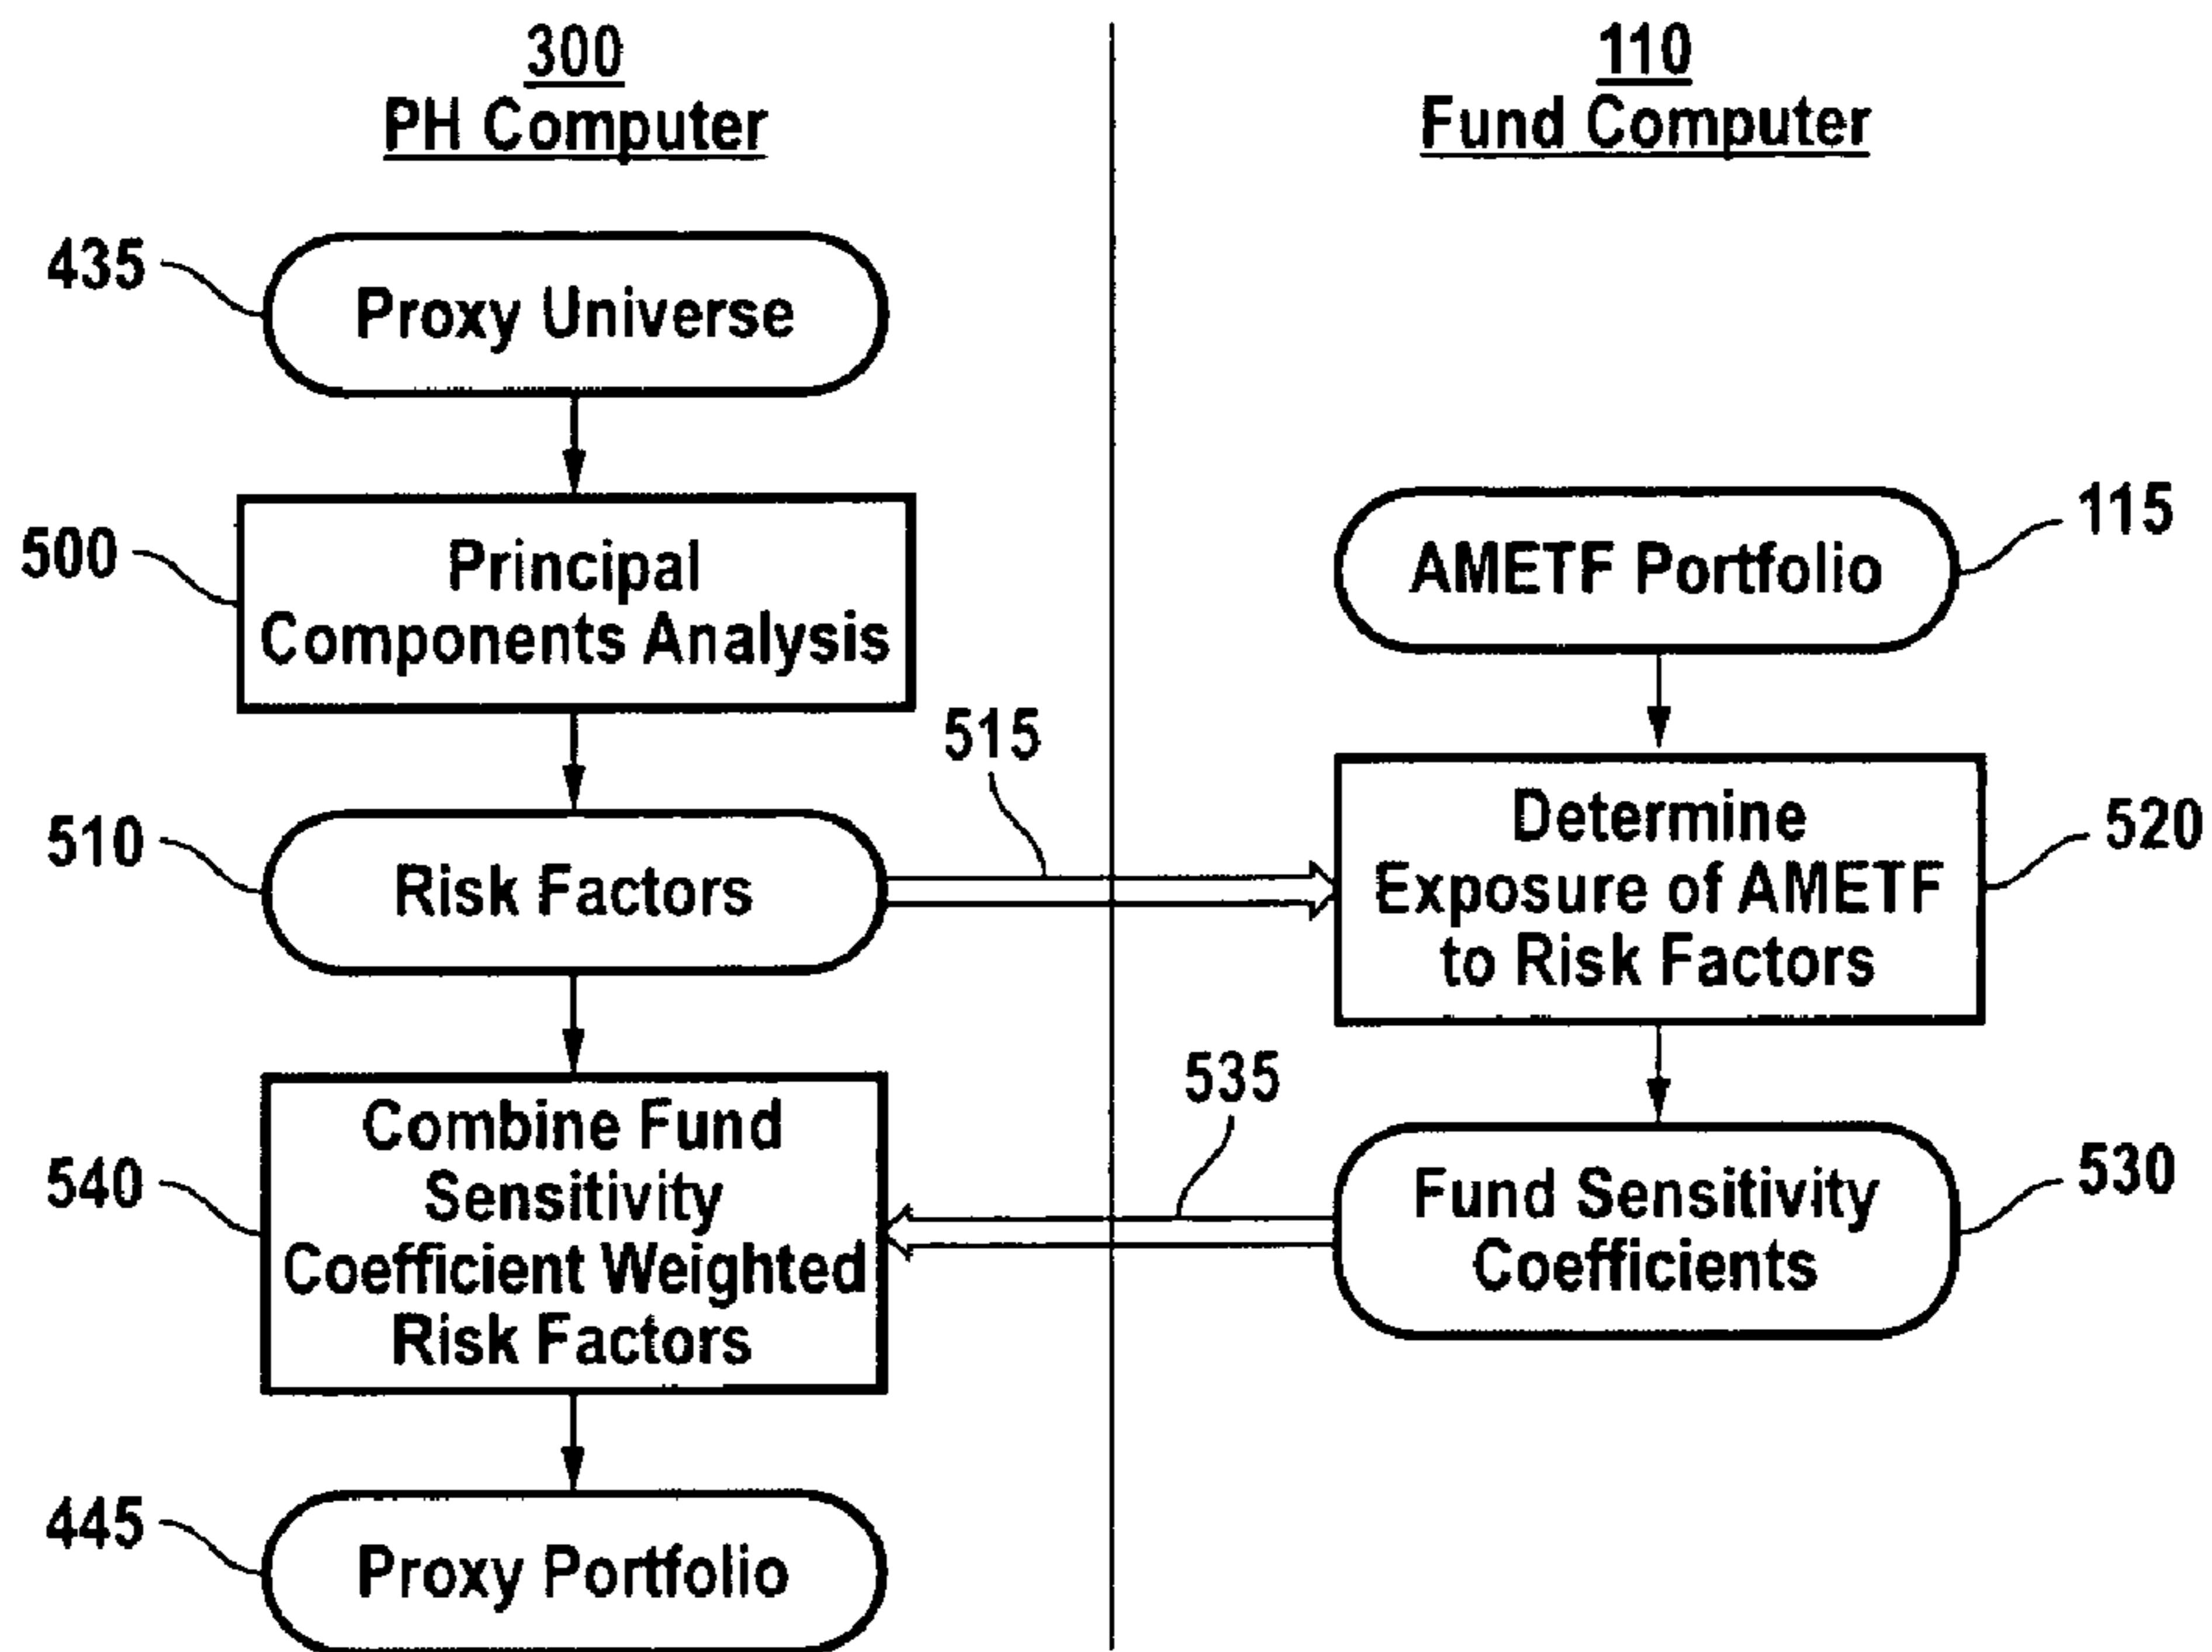 300
PH Computer
110
Fund Computer
435
Proxy Universe
500
Principal
Components Analysis
AMETF Portfolio
115
515
510
Risk Factors
Determine
Exposure of AMETF
to Risk Factors
520
535
540
Combine Fund
Sensitivity
Coefficient Weighted
Risk Factors
Fund Sensitivity
Coefficients
530
445
Proxy Portfolio